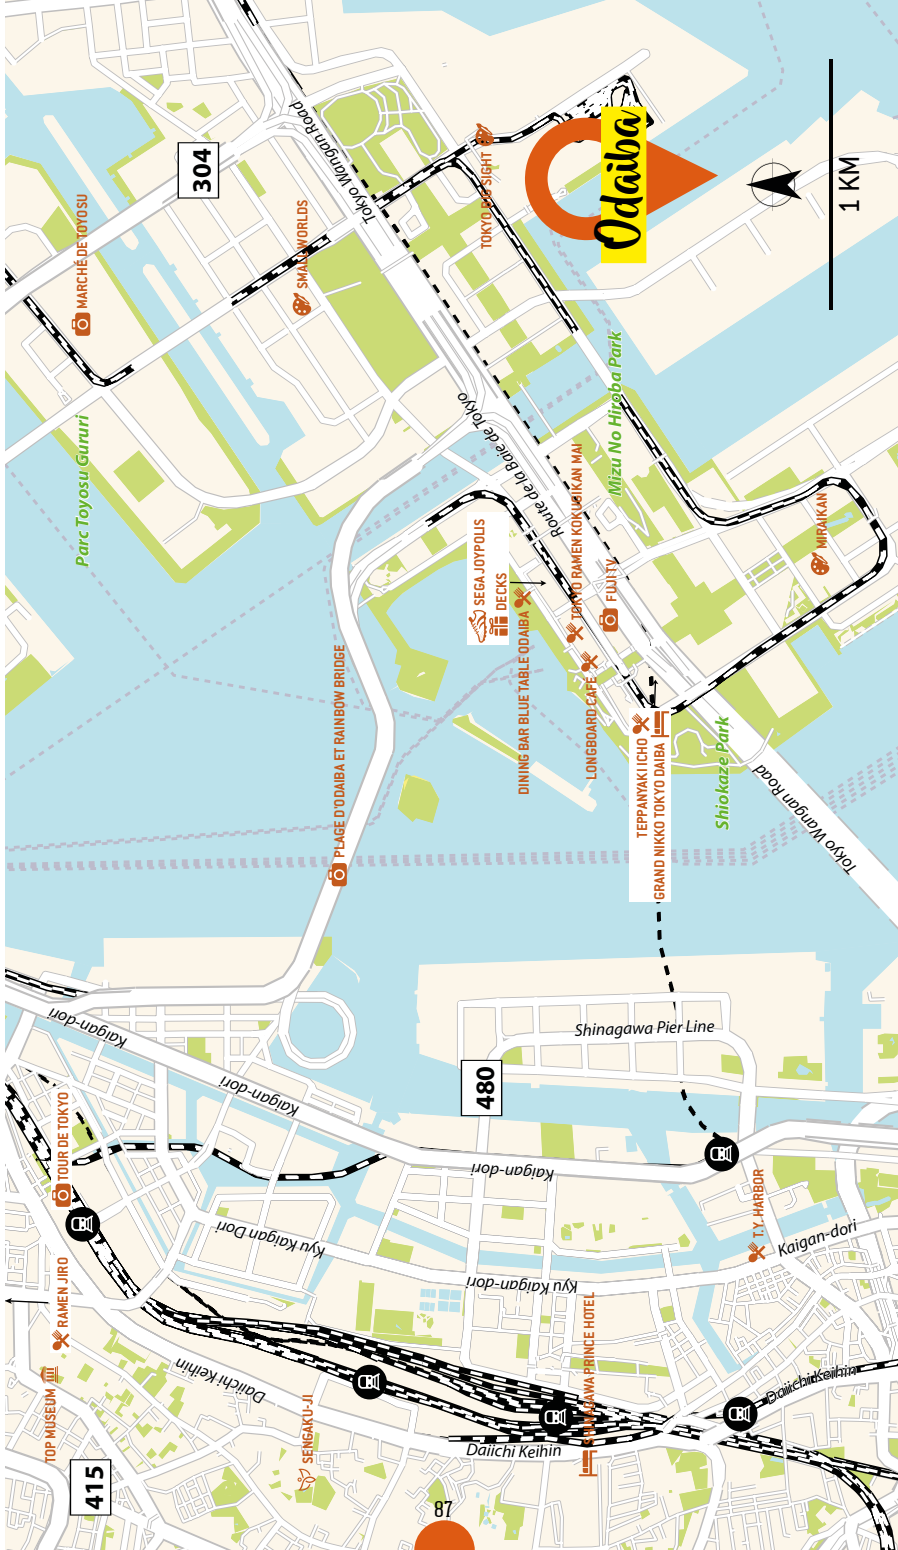 304
MARCHÉ DE TOYOSU
SMALL WORLDS
Tokyo Wangan Road
TOKYO BIG SIGHT
Odaiba
1 KM
Parc Toyosu Gururi
Route de la Baie de Tokyo
Mizu No Hiroba Park
SEGA JOYPOLIS
DECKS
TOKYO RAMEN KOKUGIKAN MAI
FUJI TV
MIRAIKAN
DINING BAR BLUE TABLE ODAIBA
LONGBOARD CAFE
PLAGE D'ODAIBA ET RAINBOW BRIDGE
TEPPANYAKI ICHO
GRAND NIKKO TOKYO DAIBA
Shiokaze Park
Tokyo Wangan Road
Kaigan-dori
Kaigan-dori
Kaigan-dori
Shinagawa Pier Line
480
TOUR DE TOKYO
Kyu Kaigan Dori
Kyu Kaigan-dori
T.Y. HARBOR
Kaigan-dori
RAMEN JIRO
TOP MUSEUM
Daiichi Keihin
SENGAKU-JI
SHINAGAWA PRINCE HOTEL
Daiichi Keihin
Daiichi Keihin
415
87